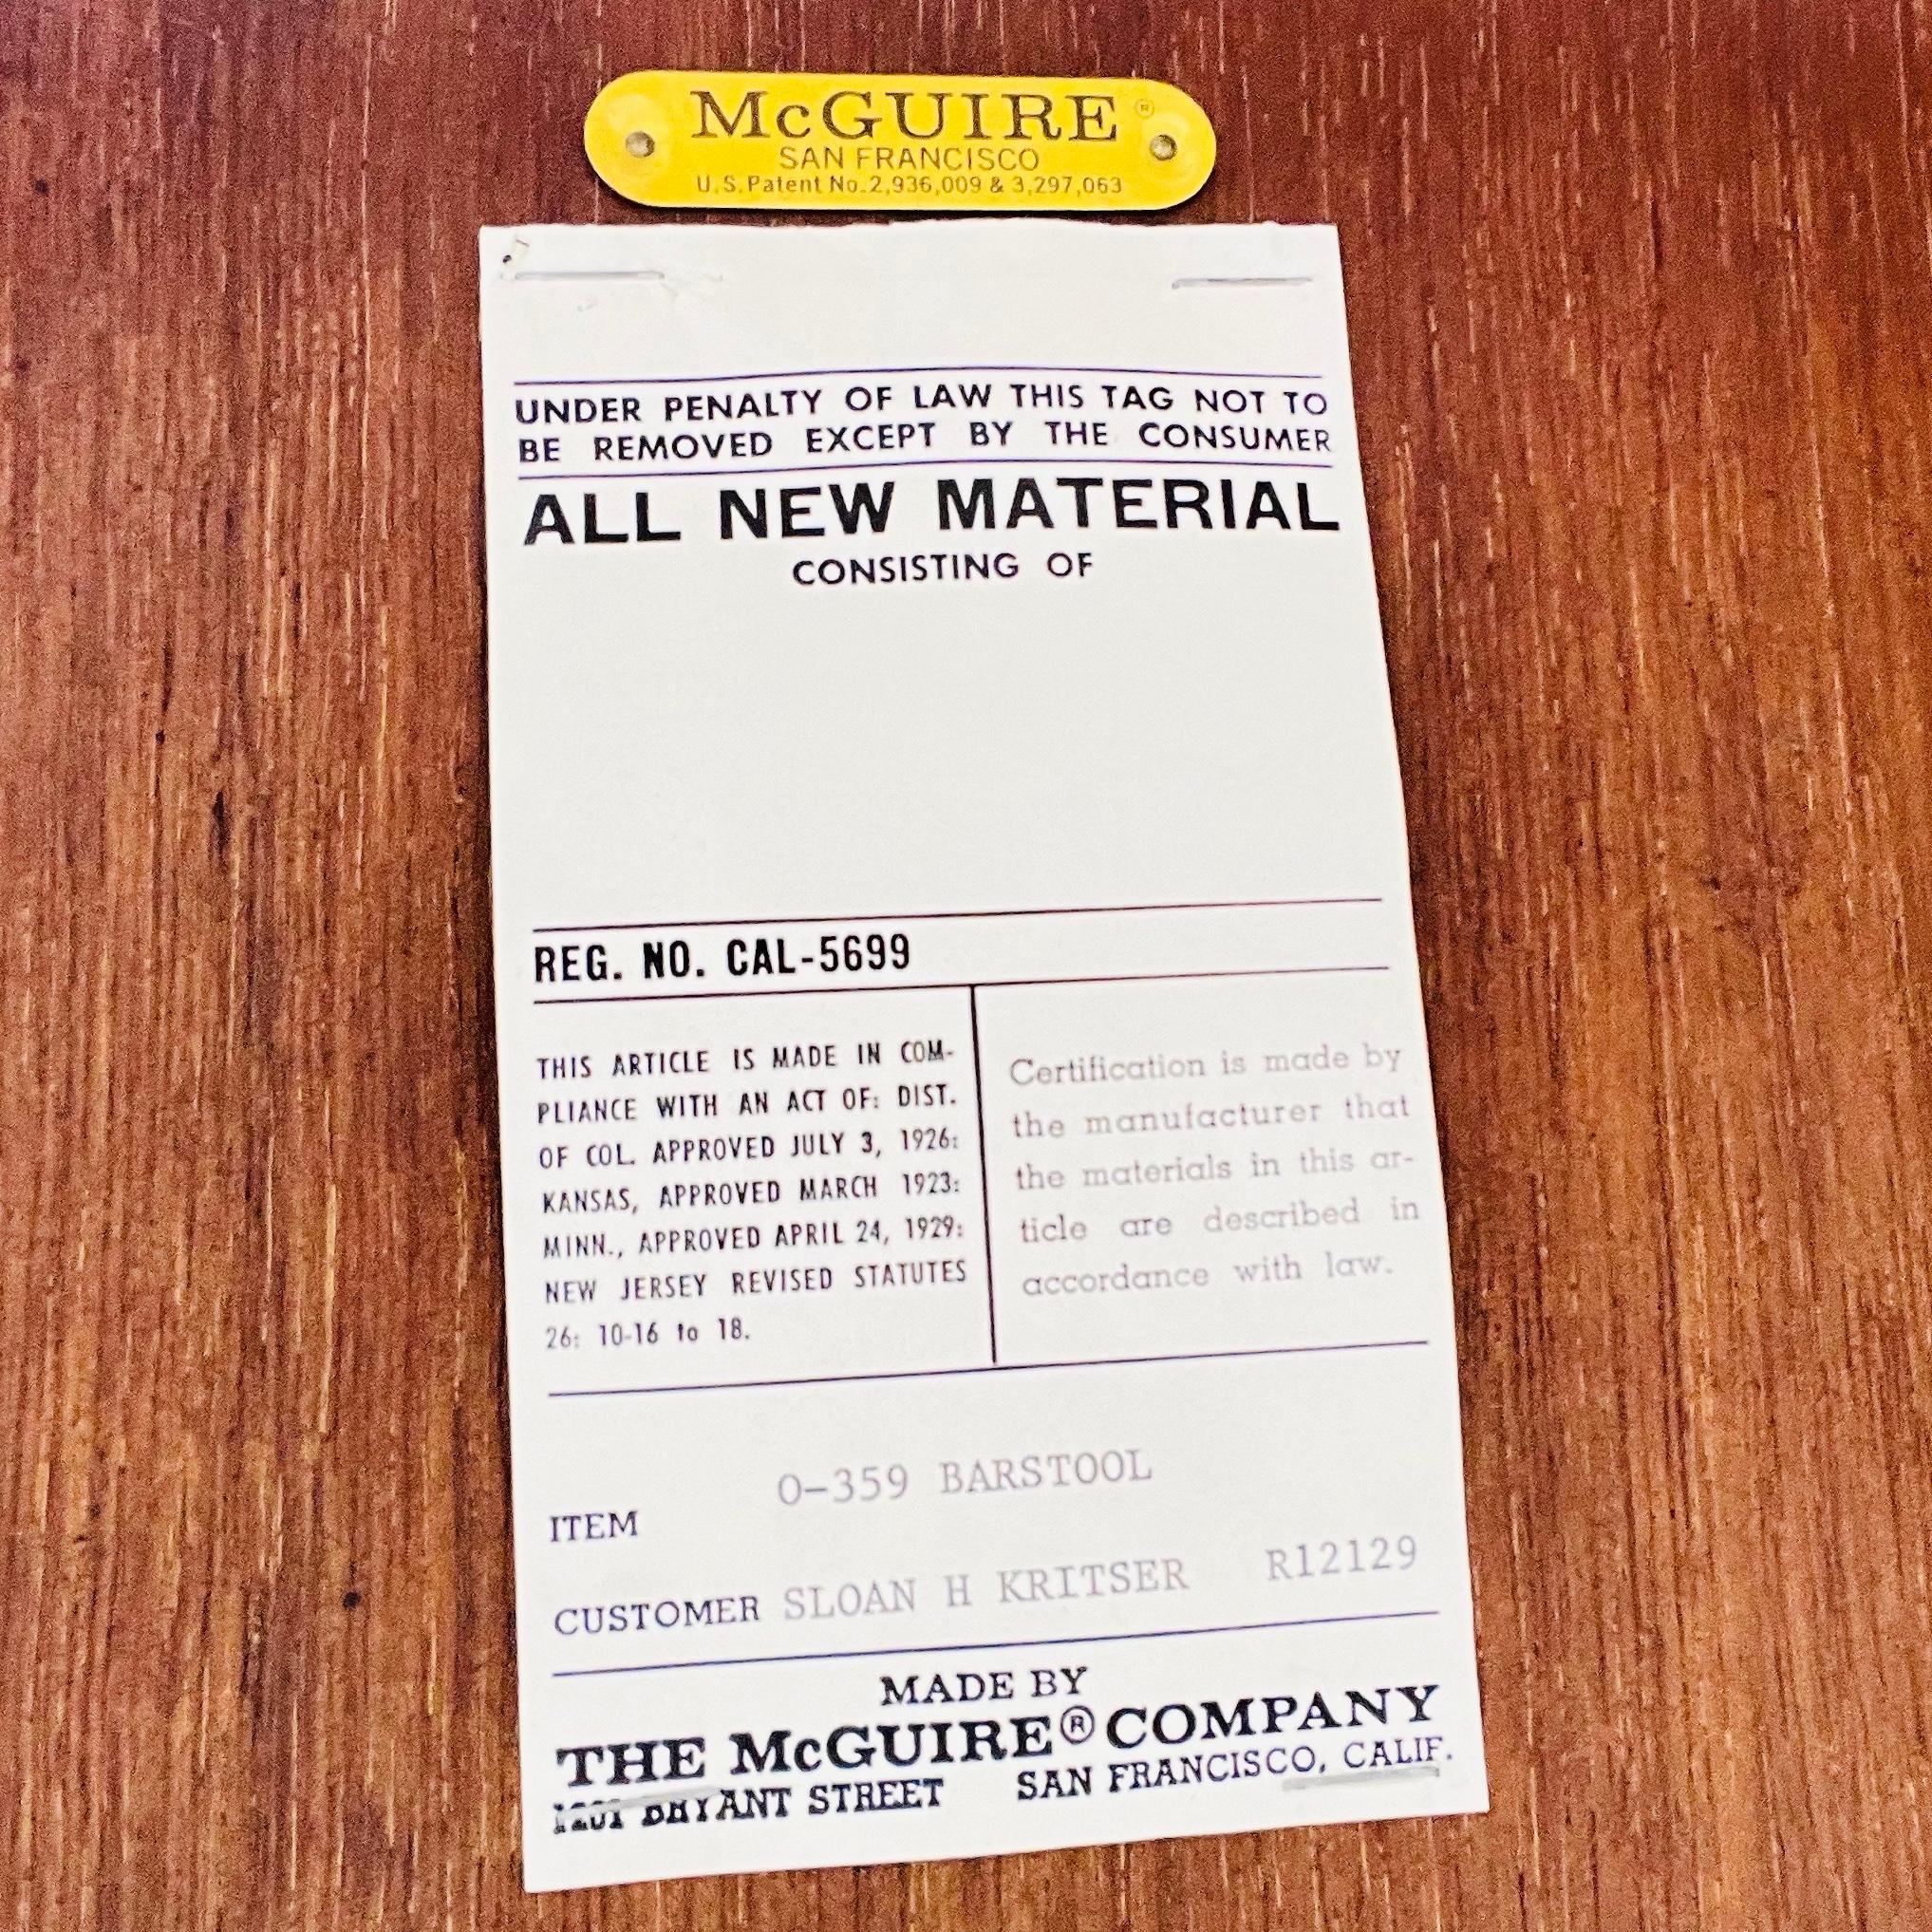 McGUIRE®
SAN FRANCISCO
U.S. Patent No. 2,936,009 & 3,297,063
UNDER PENALTY OF LAW THIS TAG NOT TO
BE REMOVED EXCEPT BY THE CONSUMER
ALL NEW MATERIAL
CONSISTING OF
REG. NO. CAL-5699
THIS ARTICLE IS MADE IN COM-
PLIANCE WITH AN ACT OF: DIST.
OF COL. APPROVED JULY 3, 1926:
KANSAS, APPROVED MARCH 1923:
MINN., APPROVED APRIL 24, 1929:
NEW JERSEY REVISED STATUTES
26: 10-16 to 18.
Certification is made by
the manufacturer that
the materials in this ar-
ticle are described in
accordance with law.
O-359 BARSTOOL
ITEM
CUSTOMER SLOAN H KRITSER R12129
MADE BY
THE McGUIRE® COMPANY
1201 BRYANT STREET SAN FRANCISCO, CALIF.